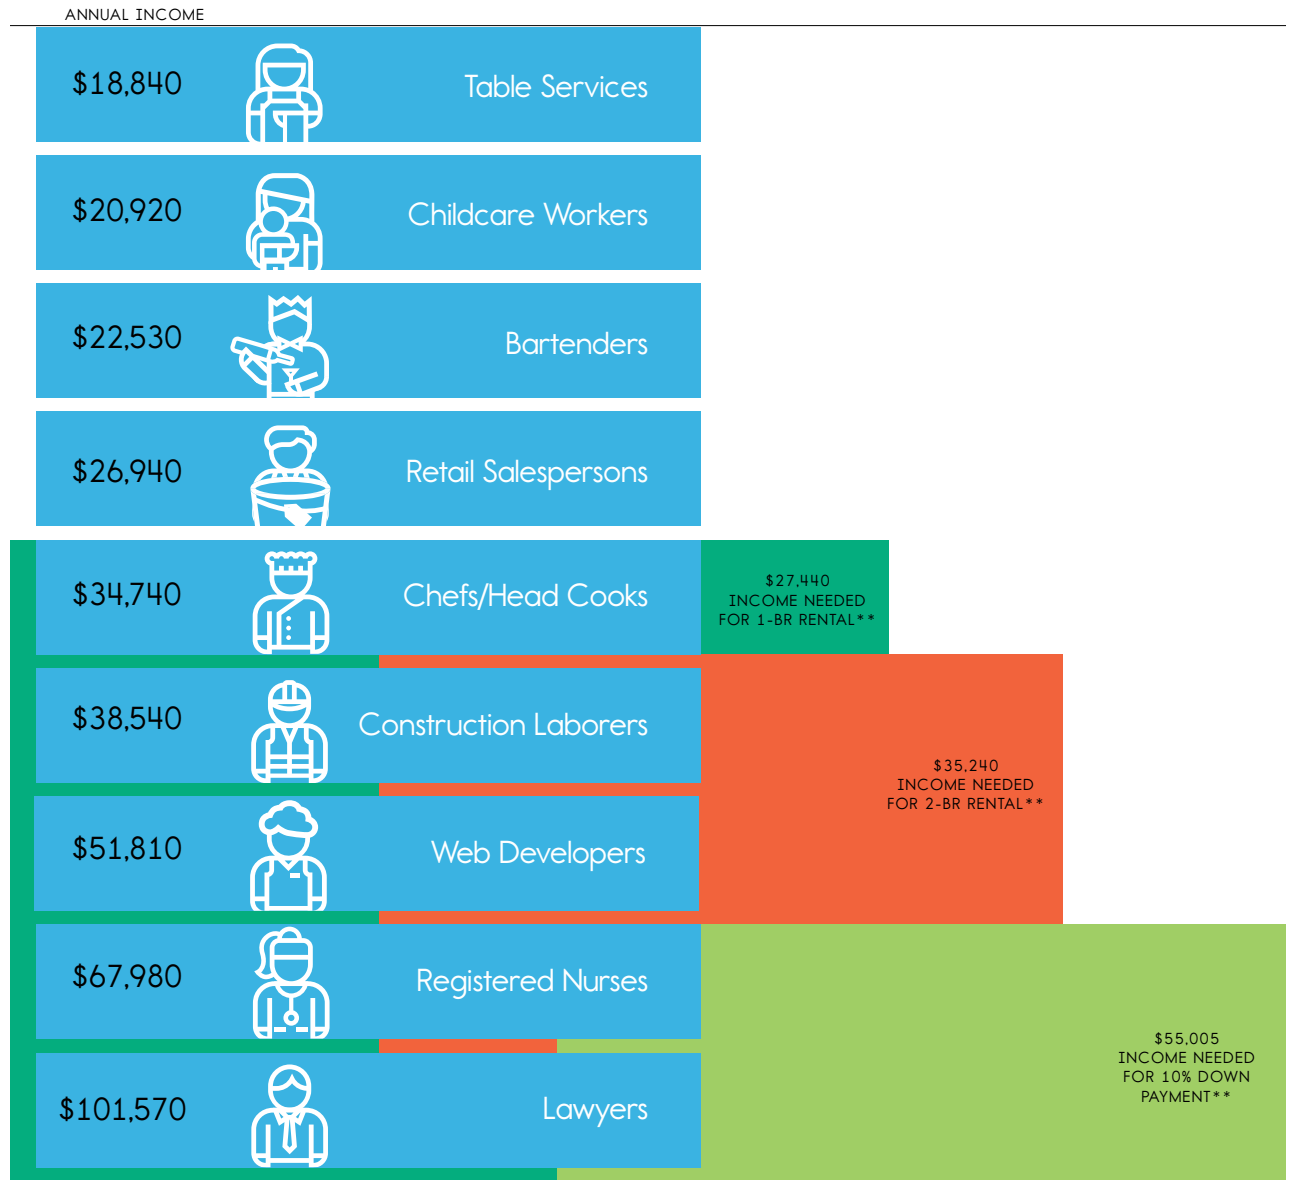 ANNUAL INCOME
$18,840 Table Services
$20,920 Childcare Workers
$22,530 Bartenders
$26,940 Retail Salespersons
$34,740 Chefs/Head Cooks
$27,440
INCOME NEEDED
FOR 1-BR RENTAL**
$38,540 Construction Laborers
$35,240
INCOME NEEDED
FOR 2-BR RENTAL**
$51,810 Web Developers
$67,980 Registered Nurses
$55,005
INCOME NEEDED
FOR 10% DOWN
PAYMENT**
$101,570 Lawyers